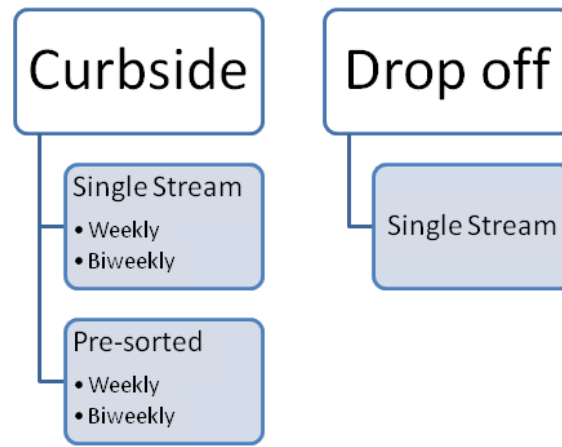 Curbside
Single Stream
• Weekly
• Biweekly
Pre-sorted
• Weekly
• Biweekly
Drop off
Single Stream